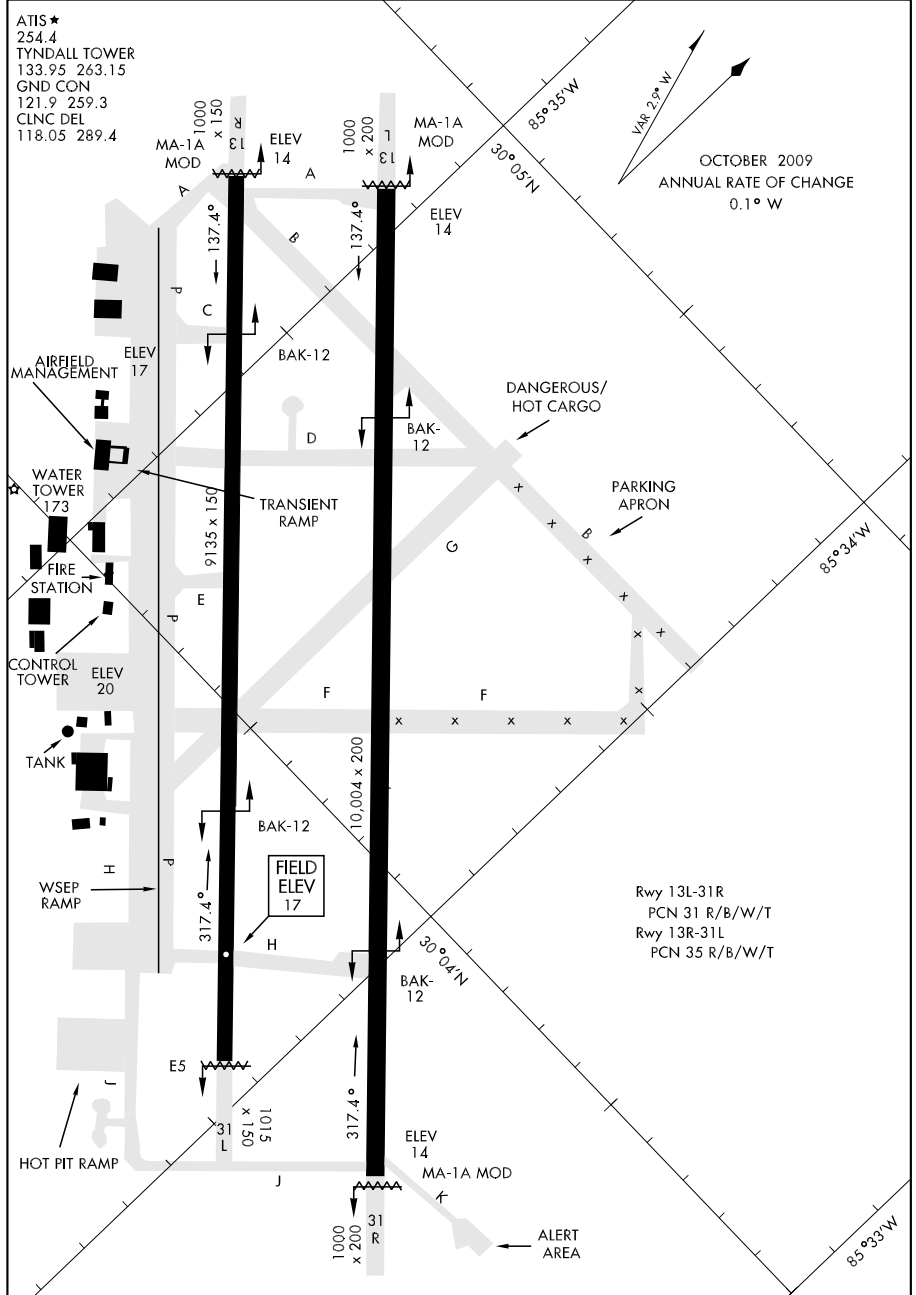 ATIS★
254.4
TYNDALL TOWER
133.95 263.15
GND CON
121.9 259.3
CLNC DEL
118.05 289.4
1000
x 150
13
R
MA-1A
MOD
ELEV
14
A
A
1000
x 200
13
L
MA-1A
MOD
ELEV
14
85°35'W
30°05'N
VAR 2.9° W
OCTOBER 2009
ANNUAL RATE OF CHANGE
0.1° W
137.4°
137.4°
B
P
C
BAK-12
ELEV
17
AIRFIELD
MANAGEMENT
DANGEROUS/
HOT CARGO
BAK-
12
D
WATER
TOWER
173
TRANSIENT
RAMP
9135 x 150
PARKING
APRON
x
x
B
x
x
x
x
x
G
85°34'W
FIRE
STATION
E
P
CONTROL
TOWER
ELEV
20
F
F
x
x
x
x
x
TANK
10,004 x 200
BAK-12
H
P
WSEP
RAMP
317.4°
FIELD
ELEV
17
H
30°04'N
BAK-
12
Rwy 13L-31R
PCN 31 R/B/W/T
Rwy 13R-31L
PCN 35 R/B/W/T
E5
J
317.4°
31
L
1015
x 150
HOT PIT RAMP
J
ELEV
14
MA-1A MOD
K
31
R
1000
x 200
ALERT
AREA
85°33'W